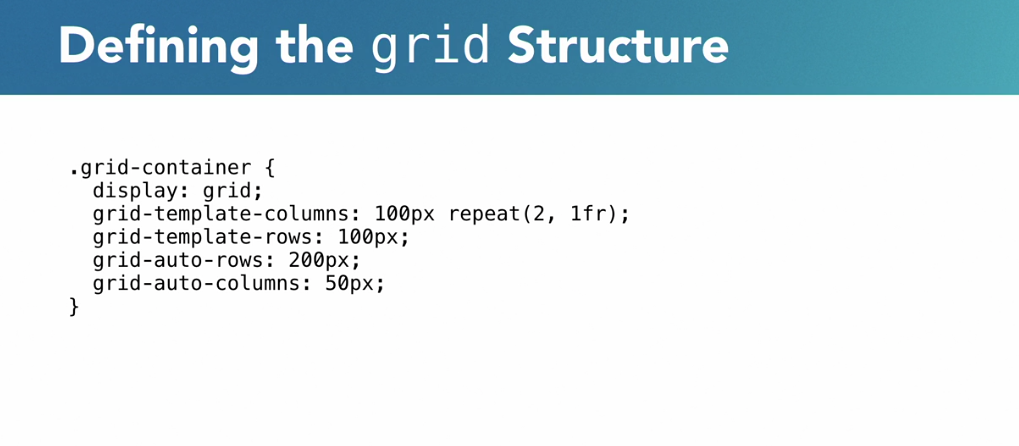 Defining the grid Structure
.grid-container {
  display: grid;
  grid-template-columns: 100px repeat(2, 1fr);
  grid-template-rows: 100px;
  grid-auto-rows: 200px;
  grid-auto-columns: 50px;
}